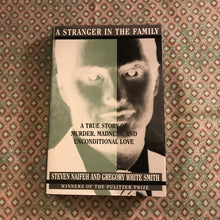 A STRANGER IN THE FAMILY
A TRUE STORY OF
MURDER, MADNESS, AND
UNCONDITIONAL LOVE
STEVEN NAIFEH AND GREGORY WHITE SMITH
WINNERS OF THE PULITZER PRIZE